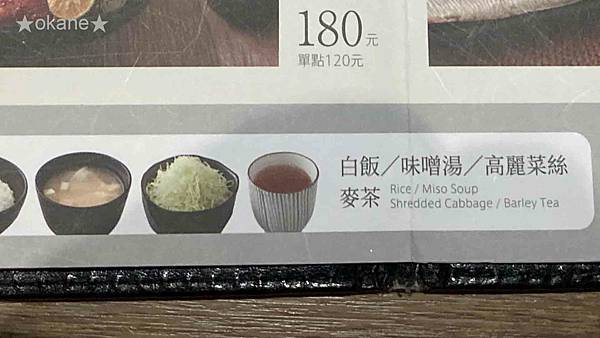 ★okane★
180元
單點120元
白飯／味噌湯／高麗菜絲
麥茶 Rice / Miso Soup
Shredded Cabbage / Barley Tea